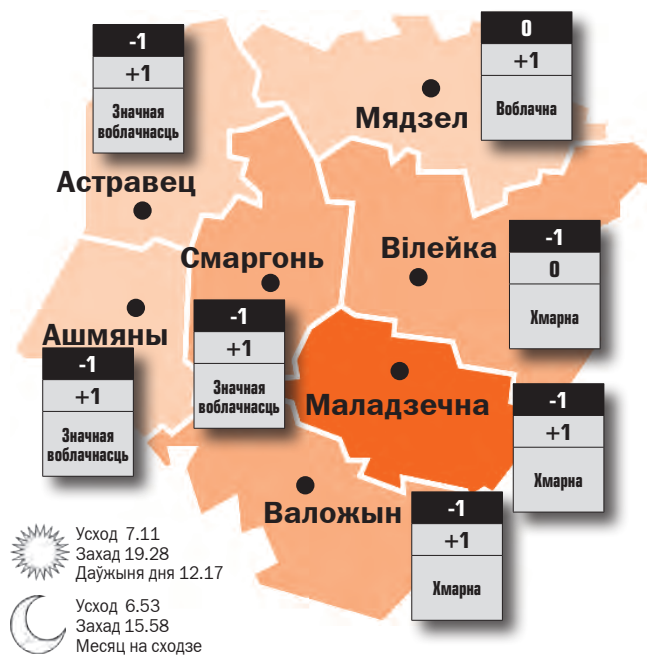 -1
+1
Значная
воблачнасць
Астравец
0
+1
Воблачна
Мядзел
Смаргонь
-1
+1
Значная
воблачнасць
Вілейка
-1
0
Хмарна
Ашмяны
-1
+1
Значная
воблачнасць
Маладзечна
-1
+1
Хмарна
Валожын
-1
+1
Хмарна
Усход 7.11
Захад 19.28
Даўжыня дня 12.17
Усход 6.53
Захад 15.58
Месяц на сходзе